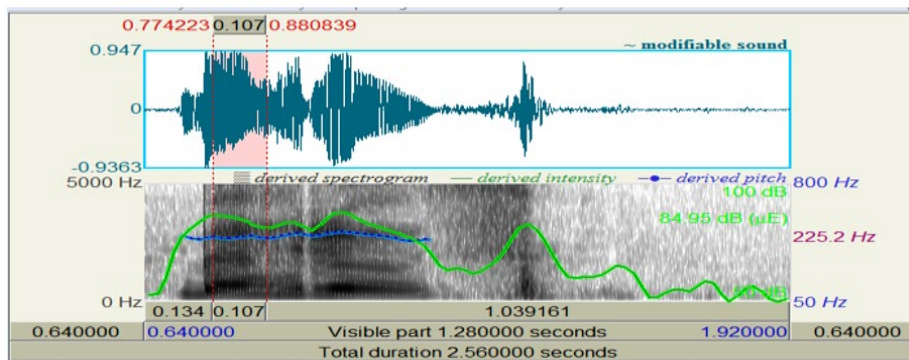 0.774223 0.107 0.880839
0.947
~ modifiable sound
0
-0.9363
derived spectrogram derived intensity derived pitch
5000 Hz 800 Hz
100 dB
84.95 dB (µE)
225.2 Hz
0 Hz 50 Hz
0.134 0.107 1.039161
0.640000 0.640000 Visible part 1.280000 seconds 1.920000 0.640000
Total duration 2.560000 seconds